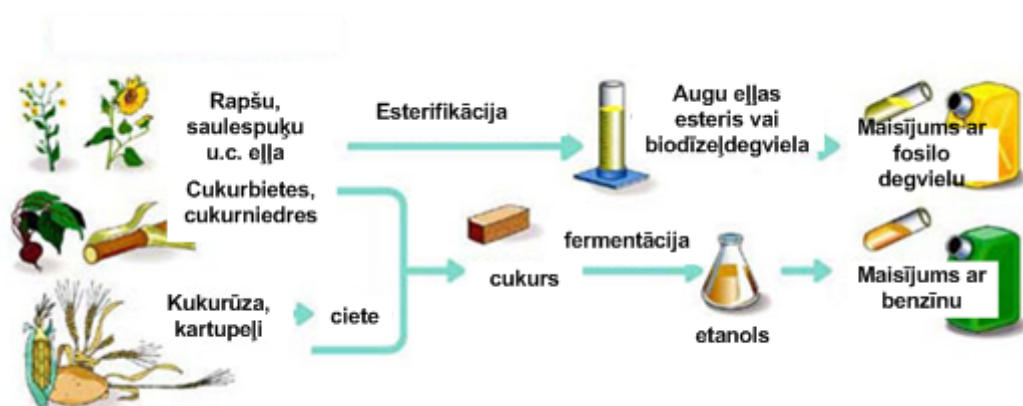 Rapšu,
saulespuķu
u.c. eļļa
Esterifikācija
Augu eļļas
esteris vai
biodīzeļdegviela
Maisījums ar
fosilo
degvielu
Cukurbietes,
cukurniedres
cukurs
fermentācija
etanols
Maisījums ar
benzīnu
Kukurūza,
kartupeļi
ciete